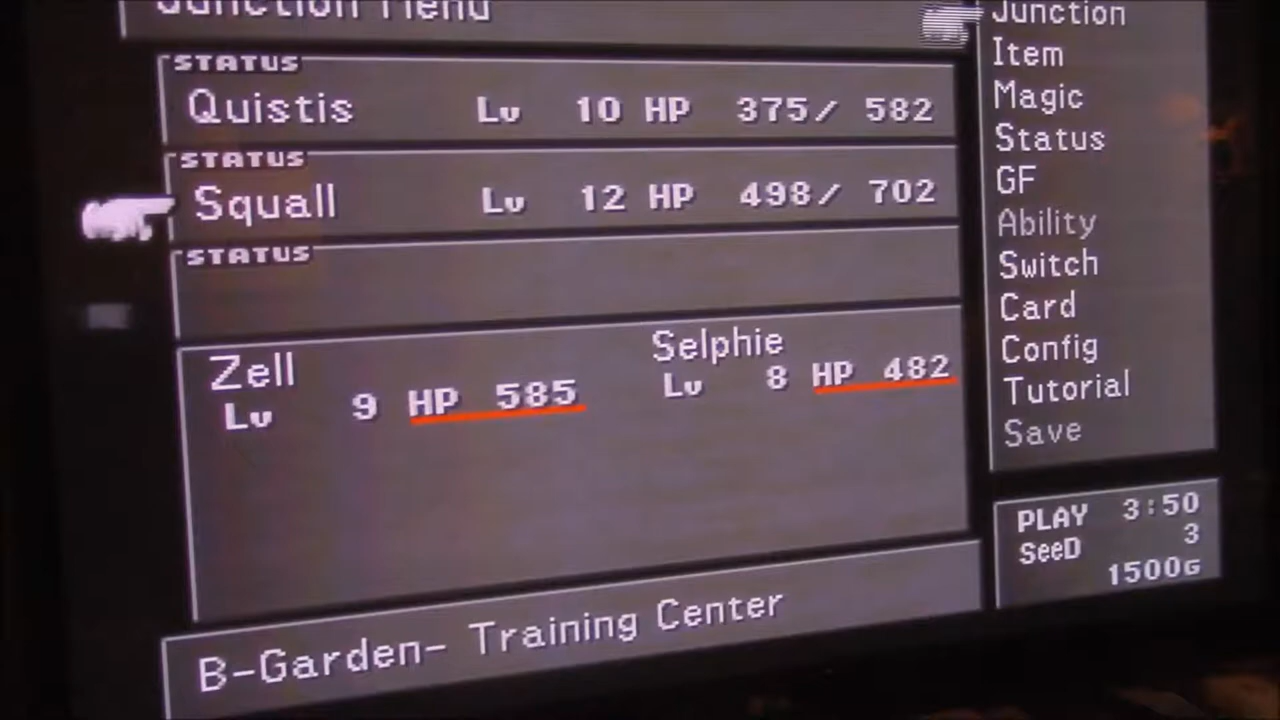 Junction Menu
STATUS
Quistis Lv 10 HP 375/ 582
STATUS
Squall Lv 12 HP 498/ 702
STATUS
Zell
Lv 9 HP 585
Selphie
Lv 8 HP 482
B-Garden- Training Center
Junction
Item
Magic
Status
GF
Ability
Switch
Card
Config
Tutorial
Save
PLAY 3:50
SeeD 3
1500G